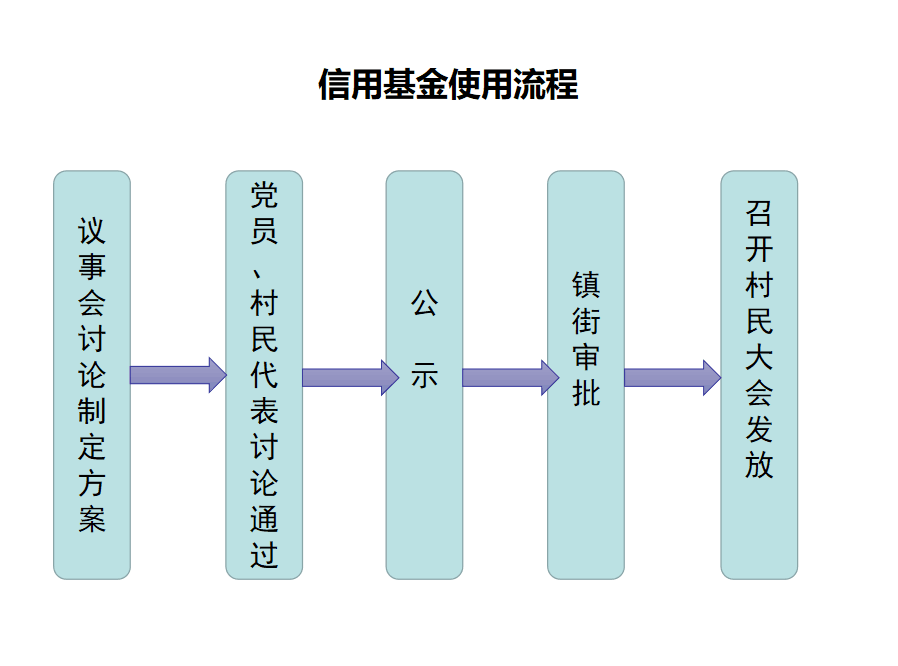 信用基金使用流程
议事会讨论制定方案
党员、村民代表讨论通过
公示
镇街审批
召开村民大会发放